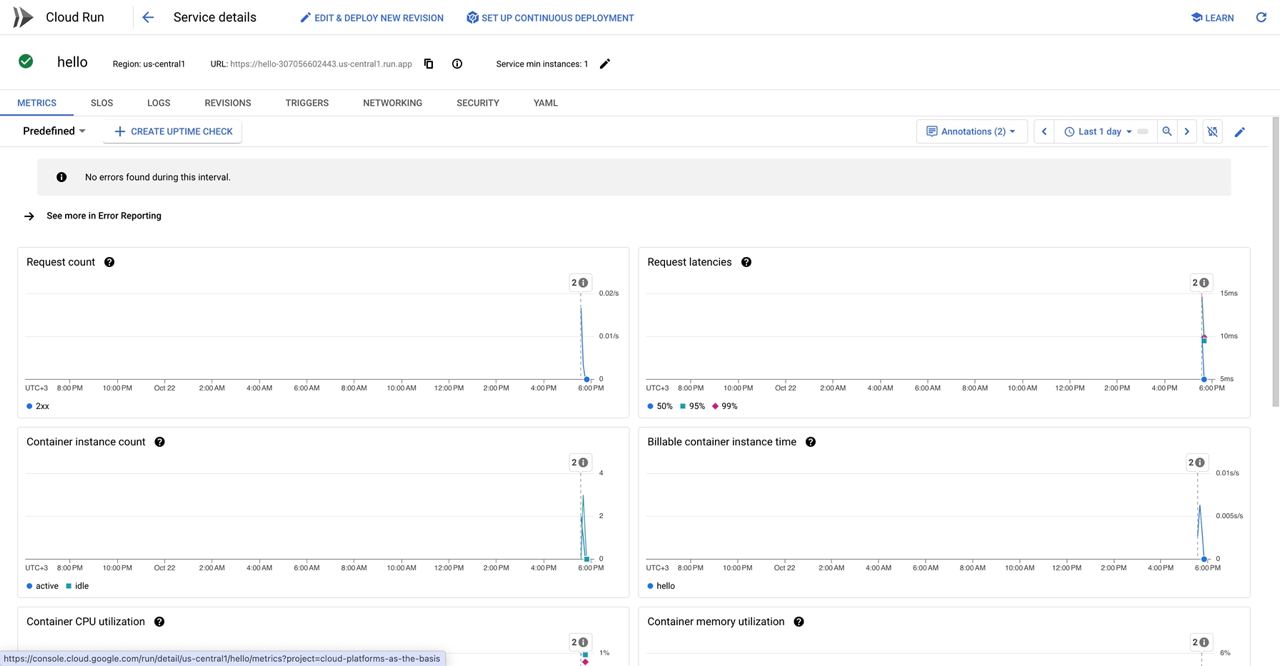 Cloud Run
Service details
EDIT & DEPLOY NEW REVISION
SET UP CONTINUOUS DEPLOYMENT
LEARN
hello
Region: us-central1
URL: https://hello-307056602443.us-central1.run.app
Service min instances: 1
METRICS SLOS LOGS REVISIONS TRIGGERS NETWORKING SECURITY YAML
Predefined
CREATE UPTIME CHECK
Annotations (2)
Last 1 day
No errors found during this interval.
See more in Error Reporting
Request count
2
0.02/s
0.01/s
0
UTC+3 8:00 PM 10:00 PM Oct 22 2:00 AM 4:00 AM 6:00 AM 8:00 AM 10:00 AM 12:00 PM 2:00 PM 4:00 PM 6:00 PM
2xx
Request latencies
2
15ms
10ms
5ms
UTC+3 8:00 PM 10:00 PM Oct 22 2:00 AM 4:00 AM 6:00 AM 8:00 AM 10:00 AM 12:00 PM 2:00 PM 4:00 PM 6:00 PM
50% 95% 99%
Container instance count
2
4
2
0
UTC+3 8:00 PM 10:00 PM Oct 22 2:00 AM 4:00 AM 6:00 AM 8:00 AM 10:00 AM 12:00 PM 2:00 PM 4:00 PM 6:00 PM
active idle
Billable container instance time
2
0.01s/s
0.005s/s
0
UTC+3 8:00 PM 10:00 PM Oct 22 2:00 AM 4:00 AM 6:00 AM 8:00 AM 10:00 AM 12:00 PM 2:00 PM 4:00 PM 6:00 PM
hello
Container CPU utilization
2
1%
Container memory utilization
2
6%
https://console.cloud.google.com/run/detail/us-central1/hello/metrics?project=cloud-platforms-as-the-basis